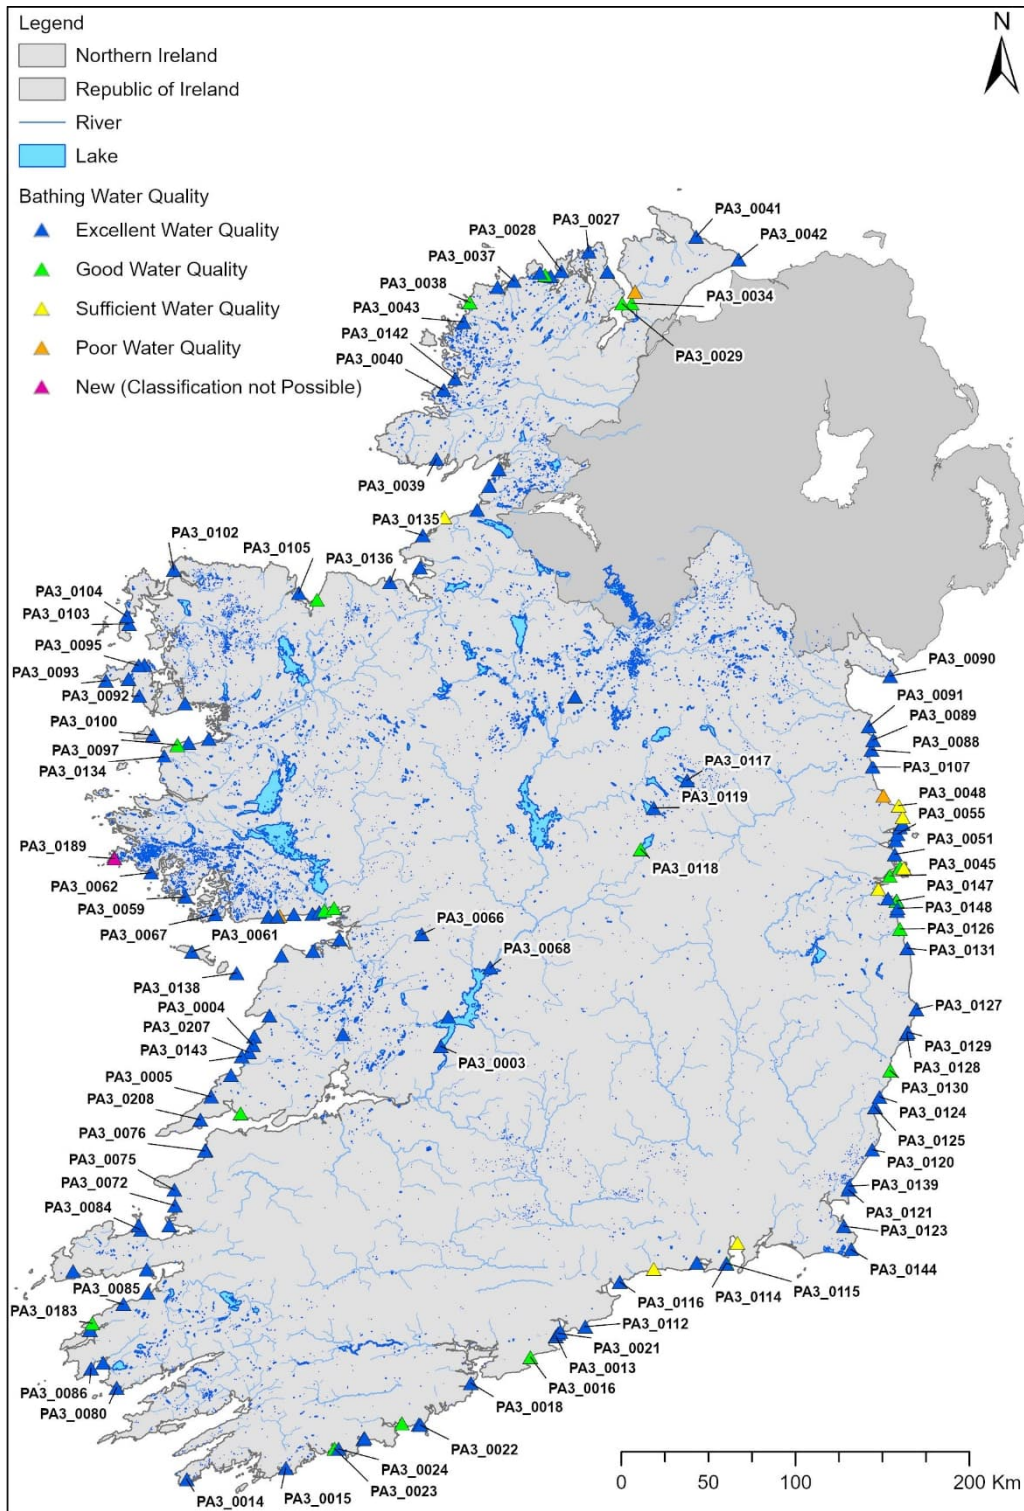 Legend
Northern Ireland
Republic of Ireland
River
Lake
Bathing Water Quality
Excellent Water Quality
Good Water Quality
Sufficient Water Quality
Poor Water Quality
New (Classification not Possible)
N
PA3_0041
PA3_0027
PA3_0028
PA3_0042
PA3_0037
PA3_0038
PA3_0034
PA3_0043
PA3_0142
PA3_0029
PA3_0040
PA3_0039
PA3_0135
PA3_0102
PA3_0105
PA3_0136
PA3_0104
PA3_0103
PA3_0095
PA3_0093
PA3_0092
PA3_0100
PA3_0097
PA3_0134
PA3_0090
PA3_0091
PA3_0089
PA3_0088
PA3_0107
PA3_0117
PA3_0119
PA3_0048
PA3_0055
PA3_0051
PA3_0118
PA3_0045
PA3_0189
PA3_0062
PA3_0059
PA3_0147
PA3_0148
PA3_0067
PA3_0061
PA3_0066
PA3_0126
PA3_0131
PA3_0068
PA3_0138
PA3_0004
PA3_0207
PA3_0143
PA3_0127
PA3_0129
PA3_0003
PA3_0128
PA3_0005
PA3_0130
PA3_0208
PA3_0124
PA3_0076
PA3_0125
PA3_0075
PA3_0120
PA3_0072
PA3_0139
PA3_0084
PA3_0121
PA3_0123
PA3_0144
PA3_0085
PA3_0115
PA3_0114
PA3_0116
PA3_0183
PA3_0112
PA3_0021
PA3_0013
PA3_0086
PA3_0016
PA3_0080
PA3_0018
PA3_0022
PA3_0024
PA3_0023
PA3_0014
PA3_0015
0 50 100 200 Km